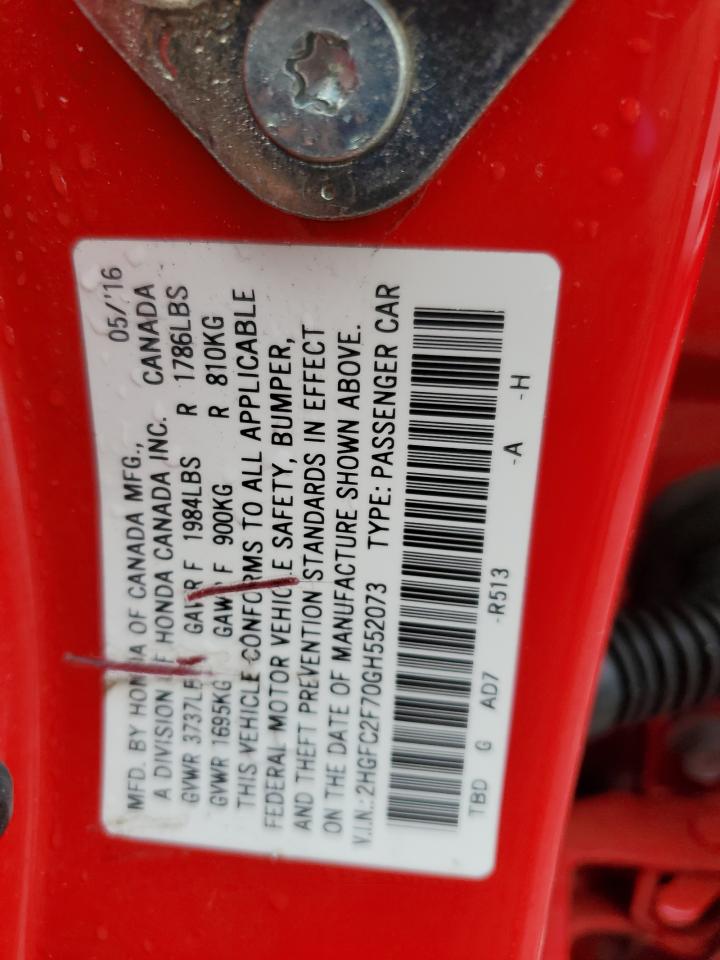 MFD. BY HONDA OF CANADA MFG., 05/'16
A DIVISION OF HONDA CANADA INC. CANADA
GVWR 3737LBS GAWR F 1984LBS R 1786LBS
GVWR 1695KG GAWR F 900KG R 810KG
THIS VEHICLE CONFORMS TO ALL APPLICABLE
FEDERAL MOTOR VEHICLE SAFETY, BUMPER,
AND THEFT PREVENTION STANDARDS IN EFFECT
ON THE DATE OF MANUFACTURE SHOWN ABOVE.
V.I.N.: 2HGFC2F70GH552073 TYPE: PASSENGER CAR
TBD G AD7 -R513 -A -H